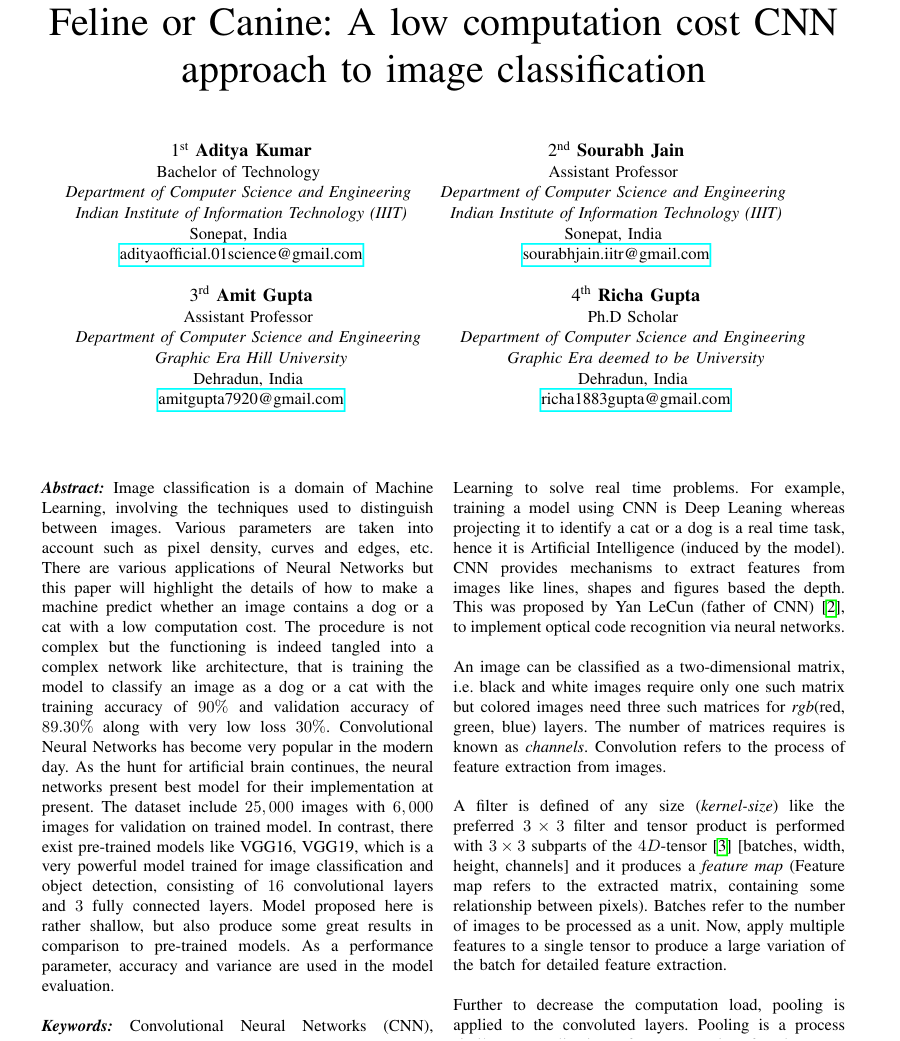 Feline or Canine: A low computation cost CNN
approach to image classification
1st Aditya Kumar
Bachelor of Technology
Department of Computer Science and Engineering
Indian Institute of Information Technology (IIIT)
Sonepat, India
adityaofficial.01science@gmail.com
2nd Sourabh Jain
Assistant Professor
Department of Computer Science and Engineering
Indian Institute of Information Technology (IIIT)
Sonepat, India
sourabhjain.iitr@gmail.com
3rd Amit Gupta
Assistant Professor
Department of Computer Science and Engineering
Graphic Era Hill University
Dehradun, India
amitgupta7920@gmail.com
4th Richa Gupta
Ph.D Scholar
Department of Computer Science and Engineering
Graphic Era deemed to be University
Dehradun, India
richa1883gupta@gmail.com
Abstract: Image classification is a domain of Machine
Learning, involving the techniques used to distinguish
between images. Various parameters are taken into
account such as pixel density, curves and edges, etc.
There are various applications of Neural Networks but
this paper will highlight the details of how to make a
machine predict whether an image contains a dog or a
cat with a low computation cost. The procedure is not
complex but the functioning is indeed tangled into a
complex network like architecture, that is training the
model to classify an image as a dog or a cat with the
training accuracy of 90% and validation accuracy of
89.30% along with very low loss 30%. Convolutional
Neural Networks has become very popular in the modern
day. As the hunt for artificial brain continues, the neural
networks present best model for their implementation at
present. The dataset include 25,000 images with 6,000
images for validation on trained model. In contrast, there
exist pre-trained models like VGG16, VGG19, which is a
very powerful model trained for image classification and
object detection, consisting of 16 convolutional layers
and 3 fully connected layers. Model proposed here is
rather shallow, but also produce some great results in
comparison to pre-trained models. As a performance
parameter, accuracy and variance are used in the model
evaluation.
Keywords: Convolutional Neural Networks (CNN),
Learning to solve real time problems. For example,
training a model using CNN is Deep Leaning whereas
projecting it to identify a cat or a dog is a real time task,
hence it is Artificial Intelligence (induced by the model).
CNN provides mechanisms to extract features from
images like lines, shapes and figures based the depth.
This was proposed by Yan LeCun (father of CNN) [2],
to implement optical code recognition via neural networks.
An image can be classified as a two-dimensional matrix,
i.e. black and white images require only one such matrix
but colored images need three such matrices for rgb(red,
green, blue) layers. The number of matrices requires is
known as channels. Convolution refers to the process of
feature extraction from images.
A filter is defined of any size (kernel-size) like the
preferred 3 × 3 filter and tensor product is performed
with 3 × 3 subparts of the 4D-tensor [3] [batches, width,
height, channels] and it produces a feature map (Feature
map refers to the extracted matrix, containing some
relationship between pixels). Batches refer to the number
of images to be processed as a unit. Now, apply multiple
features to a single tensor to produce a large variation of
the batch for detailed feature extraction.
Further to decrease the computation load, pooling is
applied to the convoluted layers. Pooling is a process